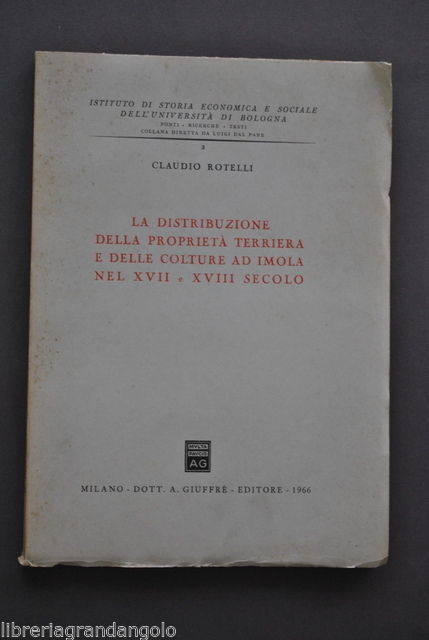 ISTITUTO DI STORIA ECONOMICA E SOCIALE
DELL'UNIVERSITÀ DI BOLOGNA
FONTI - RICERCHE - TESTI
COLLANA DIRETTA DA LUIGI DAL PANE
3
CLAUDIO ROTELLI
LA DISTRIBUZIONE
DELLA PROPRIETÀ TERRIERA
E DELLE COLTURE AD IMOLA
NEL XVII e XVIII SECOLO
MVLTA
PAVCIS
AG
MILANO - DOTT. A. GIUFFRÈ - EDITORE - 1966
libreriagrandangolo